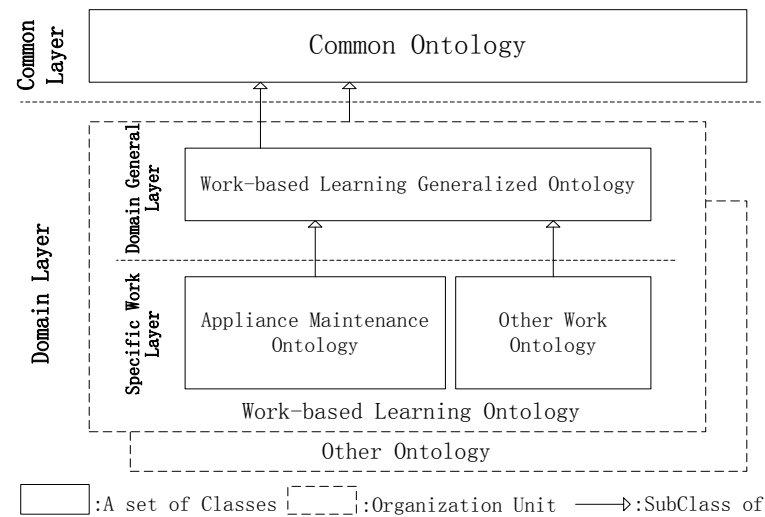 Common
Layer
Common Ontology
Domain Layer
Domain General
Layer
Work-based Learning Generalized Ontology
Specific Work
Layer
Appliance Maintenance
Ontology
Other Work
Ontology
Work-based Learning Ontology
Other Ontology
:A set of Classes
:Organization Unit
:SubClass of